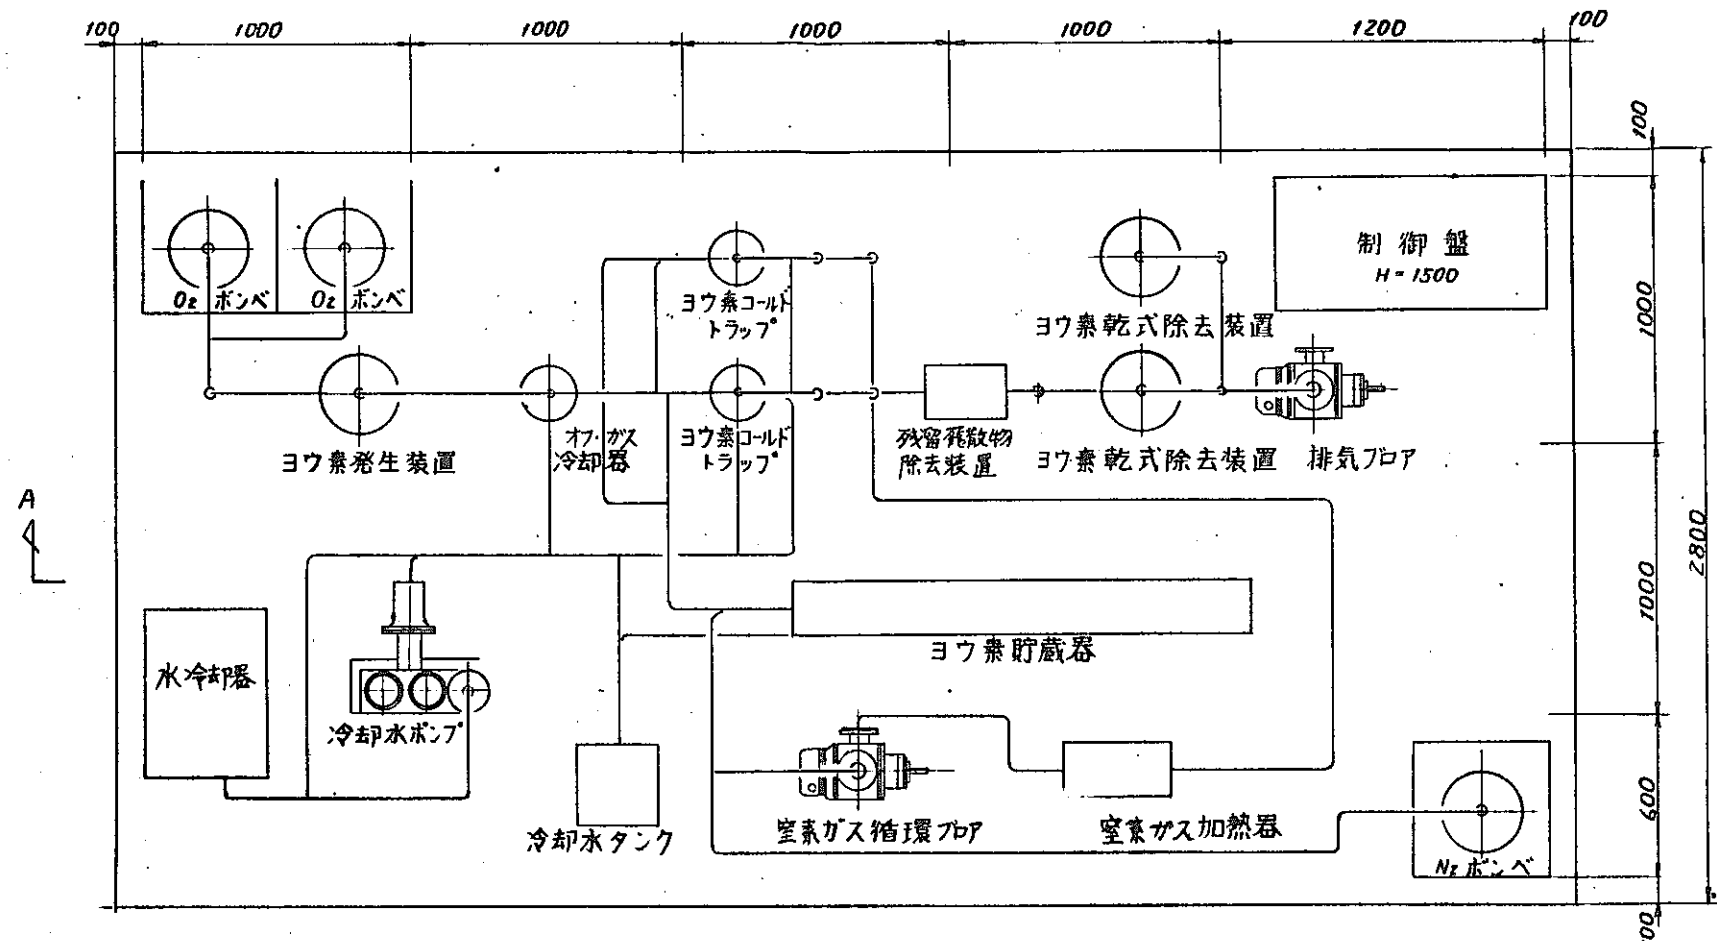 100
1000
1000
1000
1000
1200
100
100
1000
2800
1000
600
O2 ボンベ
O2 ボンベ
ヨウ素コールド
トラップ
ヨウ素乾式除去装置
制御盤
H=1500
ヨウ素発生装置
オフ・ガス
冷却器
ヨウ素コールド
トラップ
残留飛散物
除去装置
ヨウ素乾式除去装置
排気ブロア
A
水冷却器
冷却水ポンプ
ヨウ素貯蔵器
冷却水タンク
窒素ガス循環ブロア
窒素ガス加熱器
N2 ボンベ